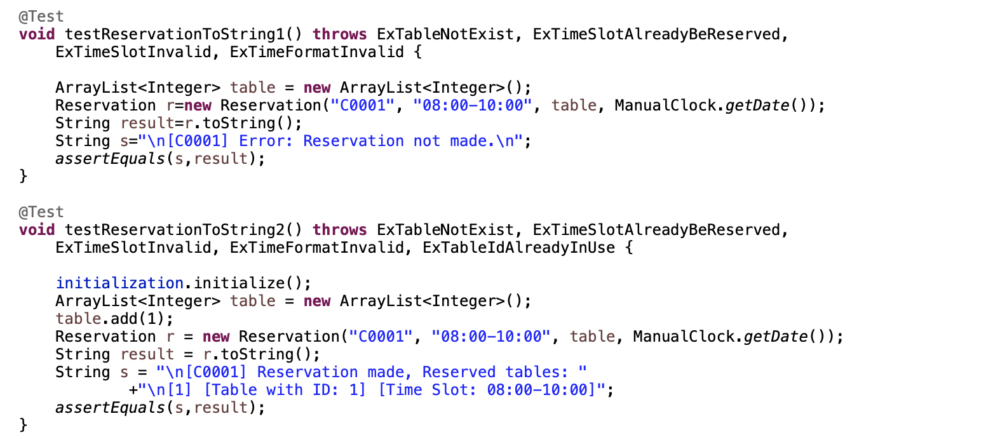 @Test
void testReservationToString1() throws ExTableNotExist, ExTimeSlotAlreadyBeReserved,
    ExTimeSlotInvalid, ExTimeFormatInvalid {

    ArrayList<Integer> table = new ArrayList<Integer>();
    Reservation r=new Reservation("C0001", "08:00-10:00", table, ManualClock.getDate());
    String result=r.toString();
    String s="\n[C0001] Error: Reservation not made.\n";
    assertEquals(s,result);
}

@Test
void testReservationToString2() throws ExTableNotExist, ExTimeSlotAlreadyBeReserved,
    ExTimeSlotInvalid, ExTimeFormatInvalid, ExTableIdAlreadyInUse {

    initialization.initialize();
    ArrayList<Integer> table = new ArrayList<Integer>();
    table.add(1);
    Reservation r = new Reservation("C0001", "08:00-10:00", table, ManualClock.getDate());
    String result = r.toString();
    String s = "\n[C0001] Reservation made, Reserved tables: "
            +"\n[1] [Table with ID: 1] [Time Slot: 08:00-10:00]";
    assertEquals(s,result);
}